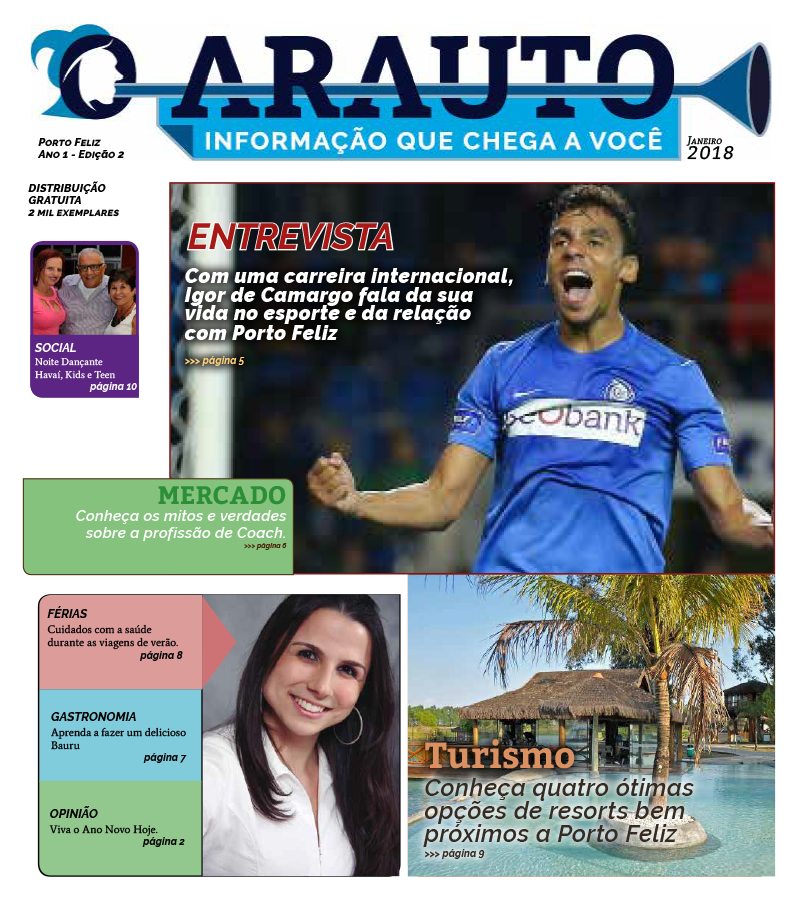 O ARAUTO
INFORMAÇÃO QUE CHEGA A VOCÊ
Porto Feliz
Ano 1 - Edição 2
Janeiro
2018
DISTRIBUIÇÃO
GRATUITA
2 MIL EXEMPLARES
SOCIAL
Noite Dançante
Havaí, Kids e Teen
página 10
ENTREVISTA
Com uma carreira internacional,
Igor de Camargo fala da sua
vida no esporte e da relação
com Porto Feliz
>>> página 5
MERCADO
Conheça os mitos e verdades
sobre a profissão de Coach.
>>> página 6
FÉRIAS
Cuidados com a saúde
durante as viagens de verão.
página 8
GASTRONOMIA
Aprenda a fazer um delicioso
Bauru
página 7
OPINIÃO
Viva o Ano Novo Hoje.
página 2
Turismo
Conheça quatro ótimas
opções de resorts bem
próximos a Porto Feliz
>>> página 9